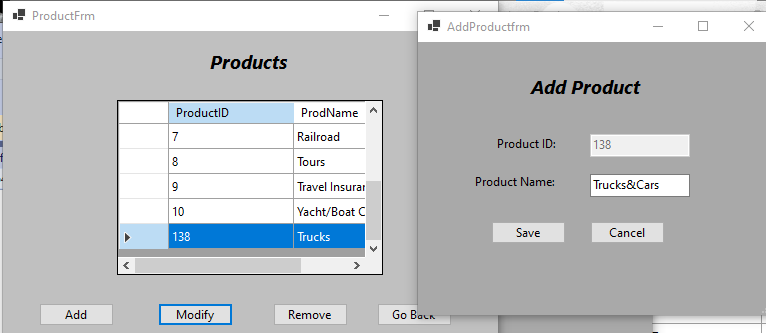 ProductFrm
Products
ProductID ProdName
7 Railroad
8 Tours
9 Travel Insuran
10 Yacht/Boat C
138 Trucks
Add Modify Remove Go Back
AddProductfrm
Add Product
Product ID: 138
Product Name: Trucks&Cars
Save Cancel